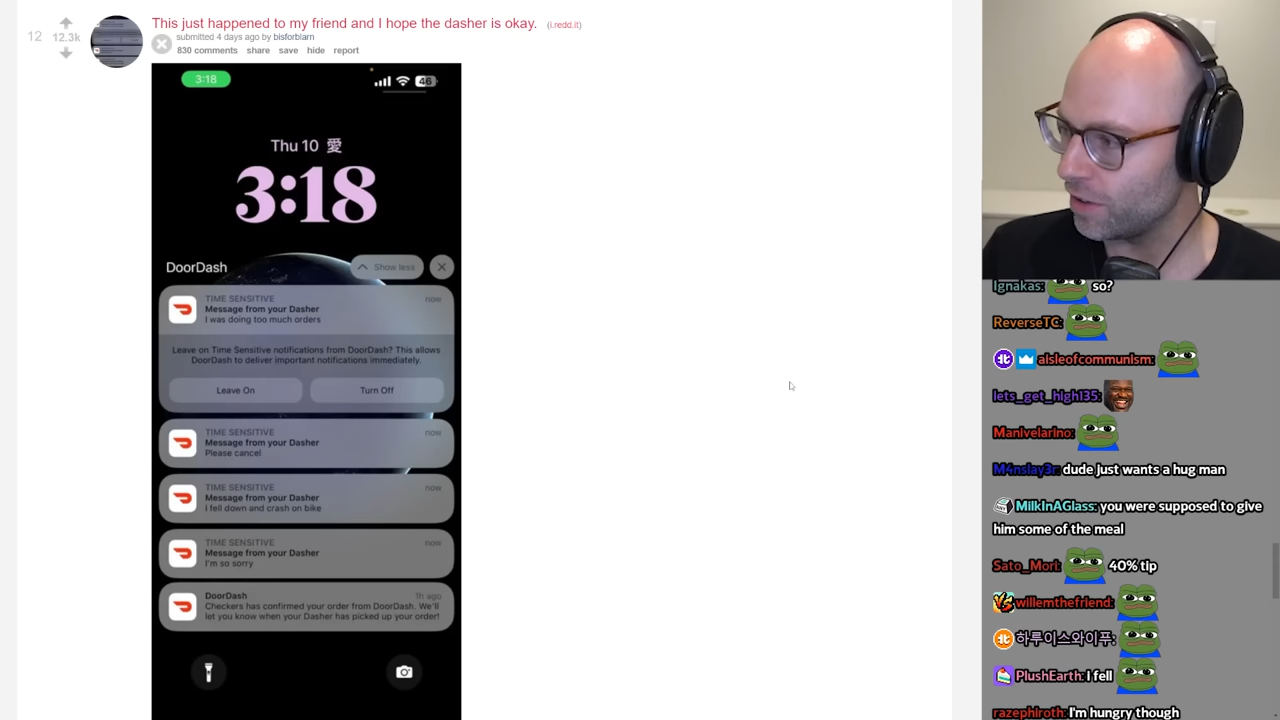 12
12.3k
This just happened to my friend and I hope the dasher is okay. (i.redd.it)
submitted 4 days ago by bisforblarn
830 comments share save hide report
3:18
46
Thu 10 愛
3:18
DoorDash
Show less
TIME SENSITIVE
now
Message from your Dasher
I was doing too much orders
Leave on Time Sensitive notifications from DoorDash? This allows
DoorDash to deliver important notifications immediately.
Leave On
Turn Off
TIME SENSITIVE
now
Message from your Dasher
Please cancel
TIME SENSITIVE
now
Message from your Dasher
I fell down and crash on bike
TIME SENSITIVE
now
Message from your Dasher
I'm so sorry
DoorDash
1h ago
Checkers has confirmed your order from DoorDash. We'll
let you know when your Dasher has picked up your order!
Ignakas: so?
ReverseTC:
aisleofcommunism:
lets_get_high135:
Manivelarino:
M4nslay3r: dude just wants a hug man
MilkInAGlass: you were supposed to give
him some of the meal
Sato_Mori: 40% tip
willemthefriend:
하루이스와이푸:
PlushEarth: I fell
razephiroth: I'm hungry though